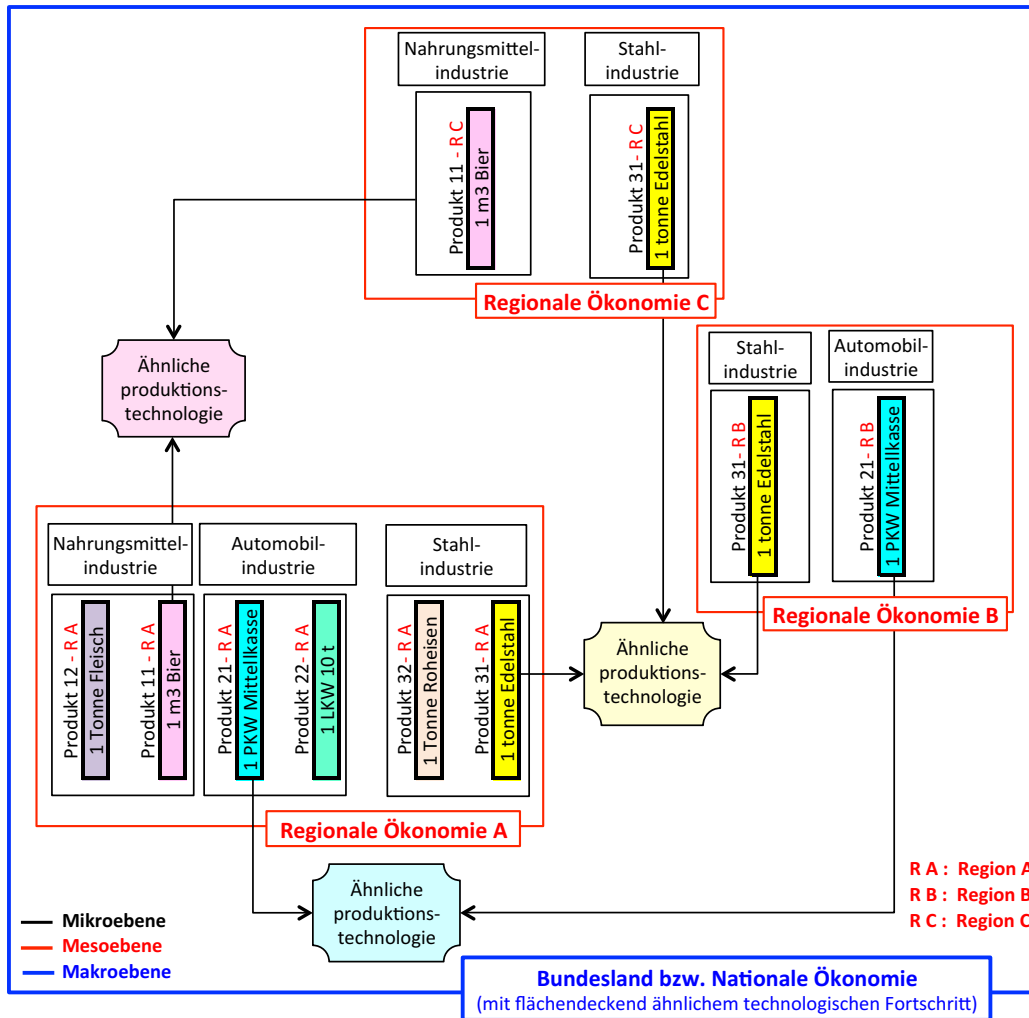 Nahrungsmittel-
industrie
Stahl-
industrie
Produkt 11 - R C
1 m3 Bier
Produkt 31- R C
1 tonne Edelstahl
Regionale Ökonomie C
Ähnliche
produktions-
technologie
Stahl-
industrie
Automobil-
industrie
Produkt 31- R B
1 tonne Edelstahl
Produkt 21- R B
1 PKW Mittellkasse
Regionale Ökonomie B
Nahrungsmittel-
industrie
Automobil-
industrie
Stahl-
industrie
Produkt 12 - R A
1 Tonne Fleisch
Produkt 11 - R A
1 m3 Bier
Produkt 21- R A
1 PKW Mittellkasse
Produkt 22- R A
1 LKW 10 t
Produkt 32- R A
1 Tonne Roheisen
Produkt 31- R A
1 tonne Edelstahl
Regionale Ökonomie A
Ähnliche
produktions-
technologie
Ähnliche
produktions-
technologie
R A : Region A
R B : Region B
R C : Region C
Mikroebene
Mesoebene
Makroebene
Bundesland bzw. Nationale Ökonomie
(mit flächendeckend ähnlichem technologischen Fortschritt)